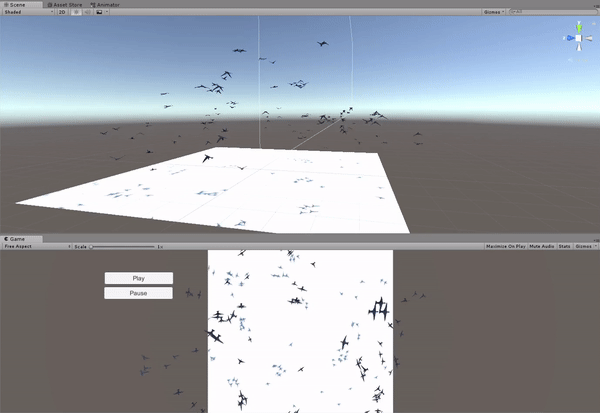 Scene Asset Store Animator
Shaded 2D Gizmos
Game
Free Aspect Scale 1x Maximize On Play Mute Audio Stats Gizmos
Play
Pause